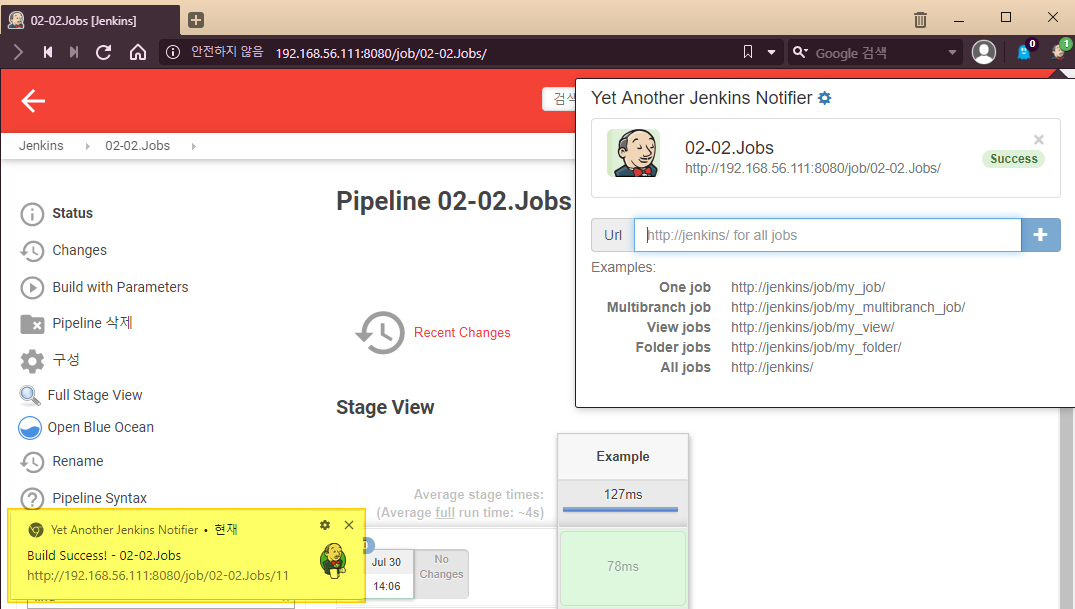 02-02.Jobs [Jenkins]
안전하지 않음 192.168.56.111:8080/job/02-02.Jobs/
Google 검색
0
1
검색
Jenkins
02-02.Jobs
Status
Changes
Build with Parameters
Pipeline 삭제
구성
Full Stage View
Open Blue Ocean
Rename
Pipeline Syntax
Pipeline 02-02.Jobs
Recent Changes
Stage View
Average stage times:
(Average full run time: ~4s)
Example
127ms
Jul 30
14:06
No
Changes
78ms
Yet Another Jenkins Notifier
02-02.Jobs
http://192.168.56.111:8080/job/02-02.Jobs/
Success
Url
http://jenkins/ for all jobs
Examples:
One job http://jenkins/job/my_job/
Multibranch job http://jenkins/job/my_multibranch_job/
View jobs http://jenkins/job/my_view/
Folder jobs http://jenkins/job/my_folder/
All jobs http://jenkins/
Yet Another Jenkins Notifier • 현재
Build Success! - 02-02.Jobs
http://192.168.56.111:8080/job/02-02.Jobs/11